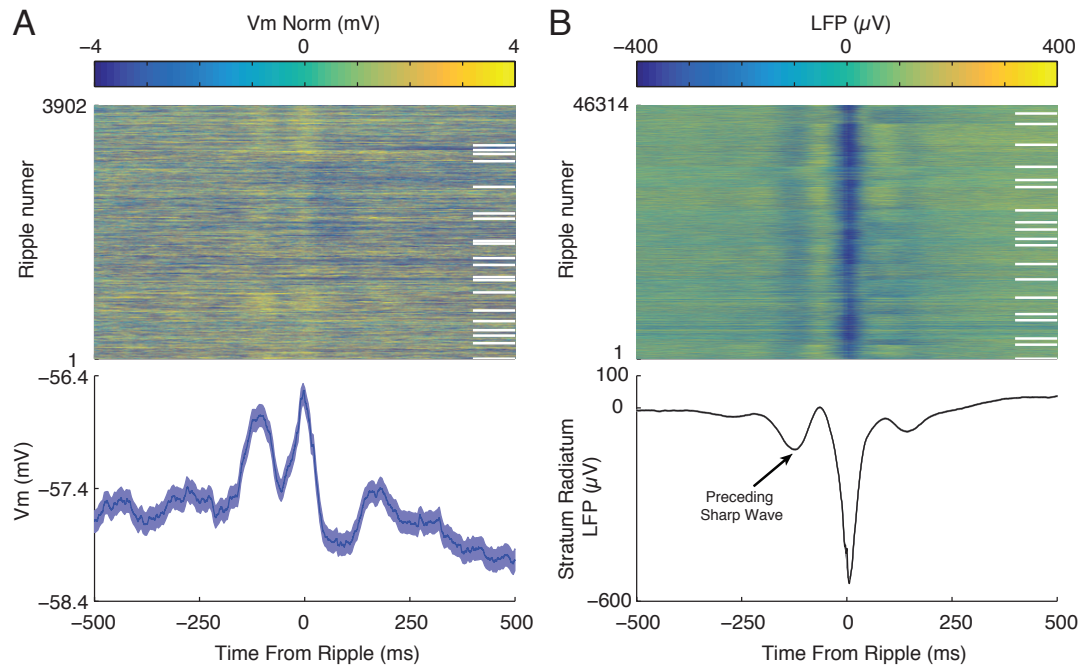 A
Vm Norm (mV)
−4 0 4
3902
Ripple numer
1
−56.4
−57.4
−58.4
Vm (mV)
−500 −250 0 250 500
Time From Ripple (ms)
B
LFP (µV)
−400 0 400
46314
Ripple numer
1
100
0
−600
Stratum Radiatum
LFP (µV)
Preceding
Sharp Wave
−500 −250 0 250 500
Time From Ripple (ms)